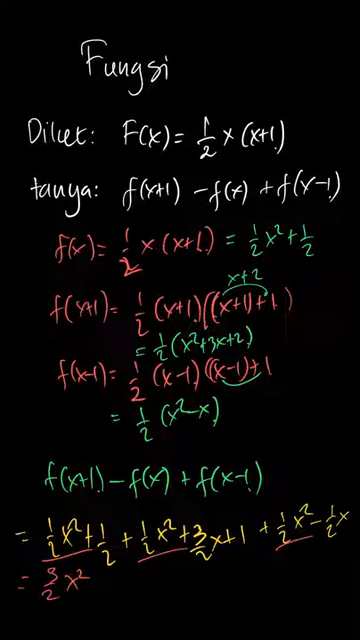 Fungsi
Diket: F(x) = 1/2 x (x+1)
tanya: f(x+1) - f(x) + f(x-1)
f(x) = 1/2 x (x+1) = 1/2 x² + 1/2
x+2
f(x+1) = 1/2 (x+1) ((x+1)+1)
= 1/2 (x²+3x+2)
f(x-1) = 1/2 (x-1) ((x-1)+1
= 1/2 (x²-x)
f(x+1) - f(x) + f(x-1)
= 1/2 x² + 1/2 + 1/2 x² + 3/2 x + 1 + 1/2 x² - 1/2 x
= 3/2 x²